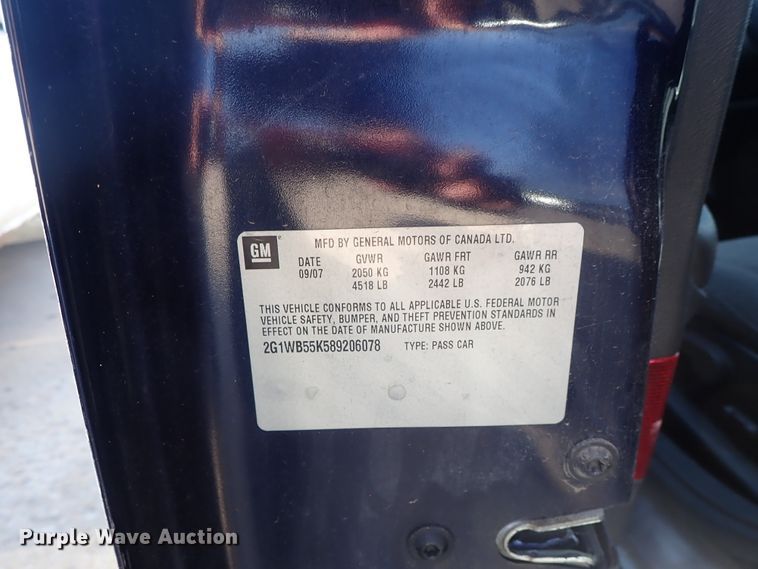 GM
MFD BY GENERAL MOTORS OF CANADA LTD.
DATE GVWR GAWR FRT GAWR RR
09/07 2050 KG 1108 KG 942 KG
4518 LB 2442 LB 2076 LB
THIS VEHICLE CONFORMS TO ALL APPLICABLE U.S. FEDERAL MOTOR
VEHICLE SAFETY, BUMPER, AND THEFT PREVENTION STANDARDS IN
EFFECT ON THE DATE OF MANUFACTURE SHOWN ABOVE.
2G1WB55K589206078 TYPE: PASS CAR
Purple Wave Auction